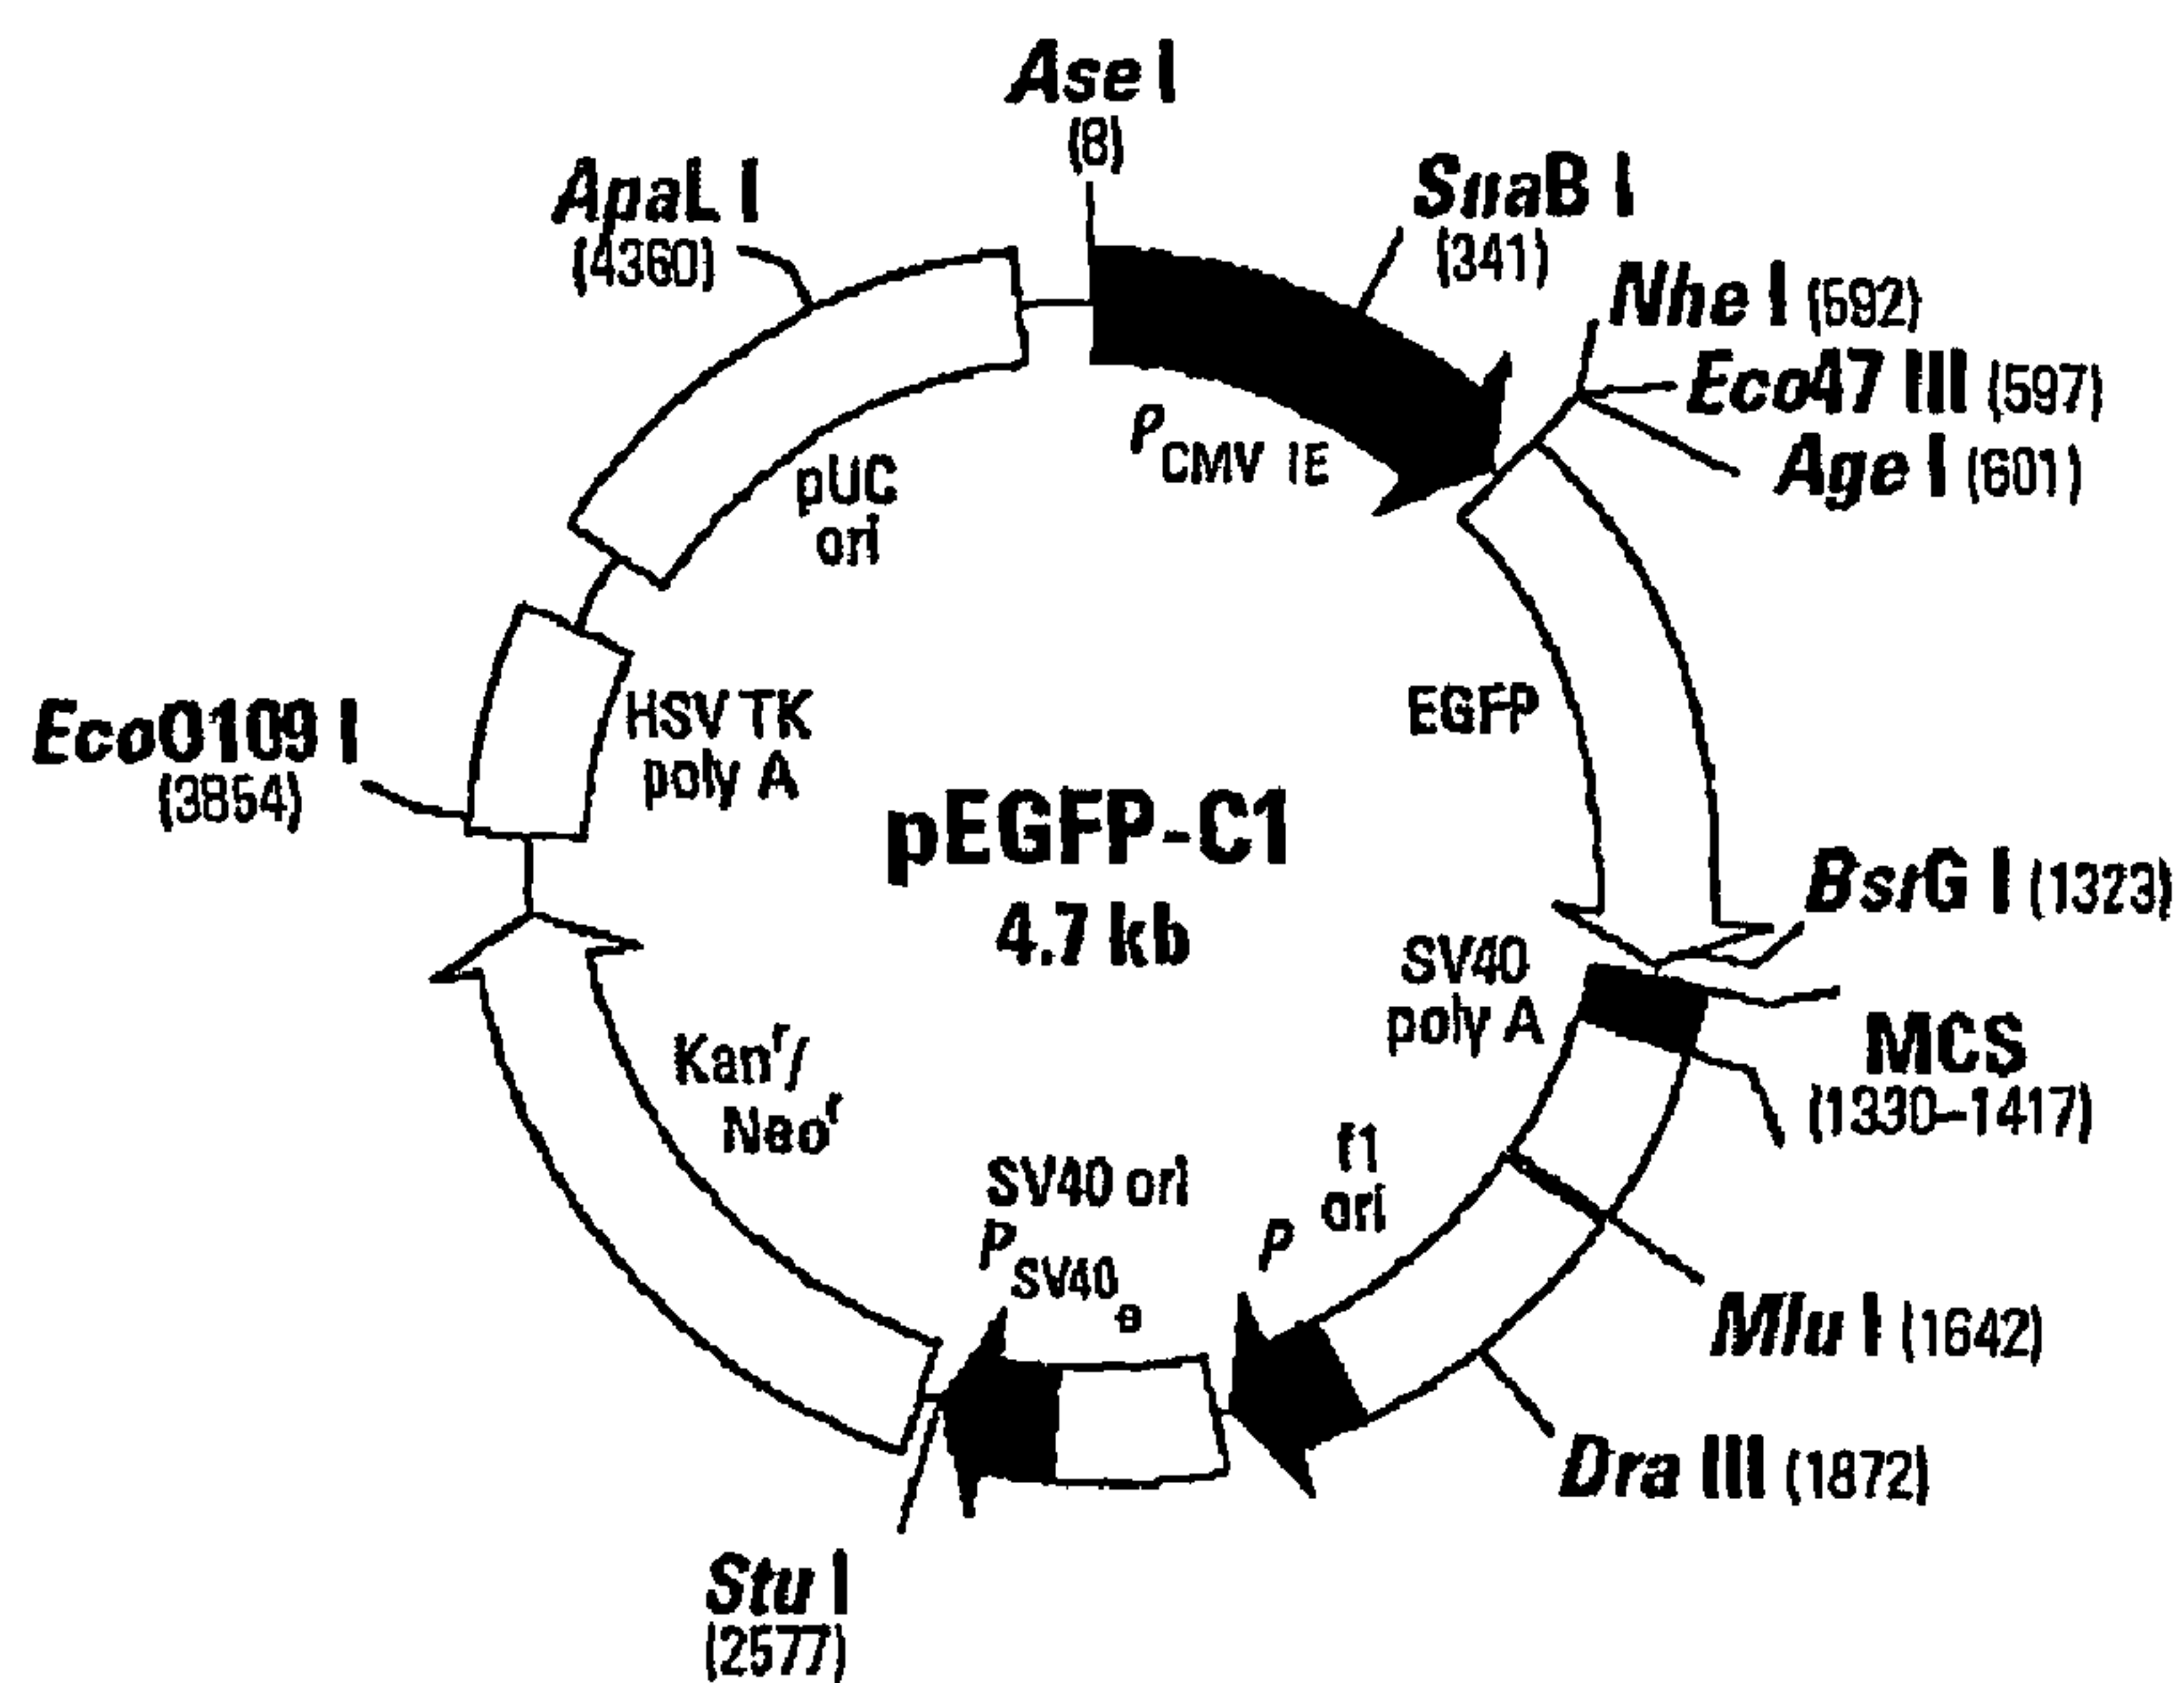 Ase I
(8)
ApaL I
(4360)
SnaB I
(341)
Nhe I (592)
Eco47 III (597)
Age I (601)
P CMV IE
pUC
ori
EcoO109 I
(3854)
HSV TK
poly A
EGFP
pEGFP-C1
4.7 kb
BsrG I (1323)
SV40
poly A
MCS
(1330–1417)
Kanʳ/
Neoʳ
f1
ori
SV40 ori
P SV40e
P
Mlu I (1642)
Dra III (1872)
Stu I
(2577)